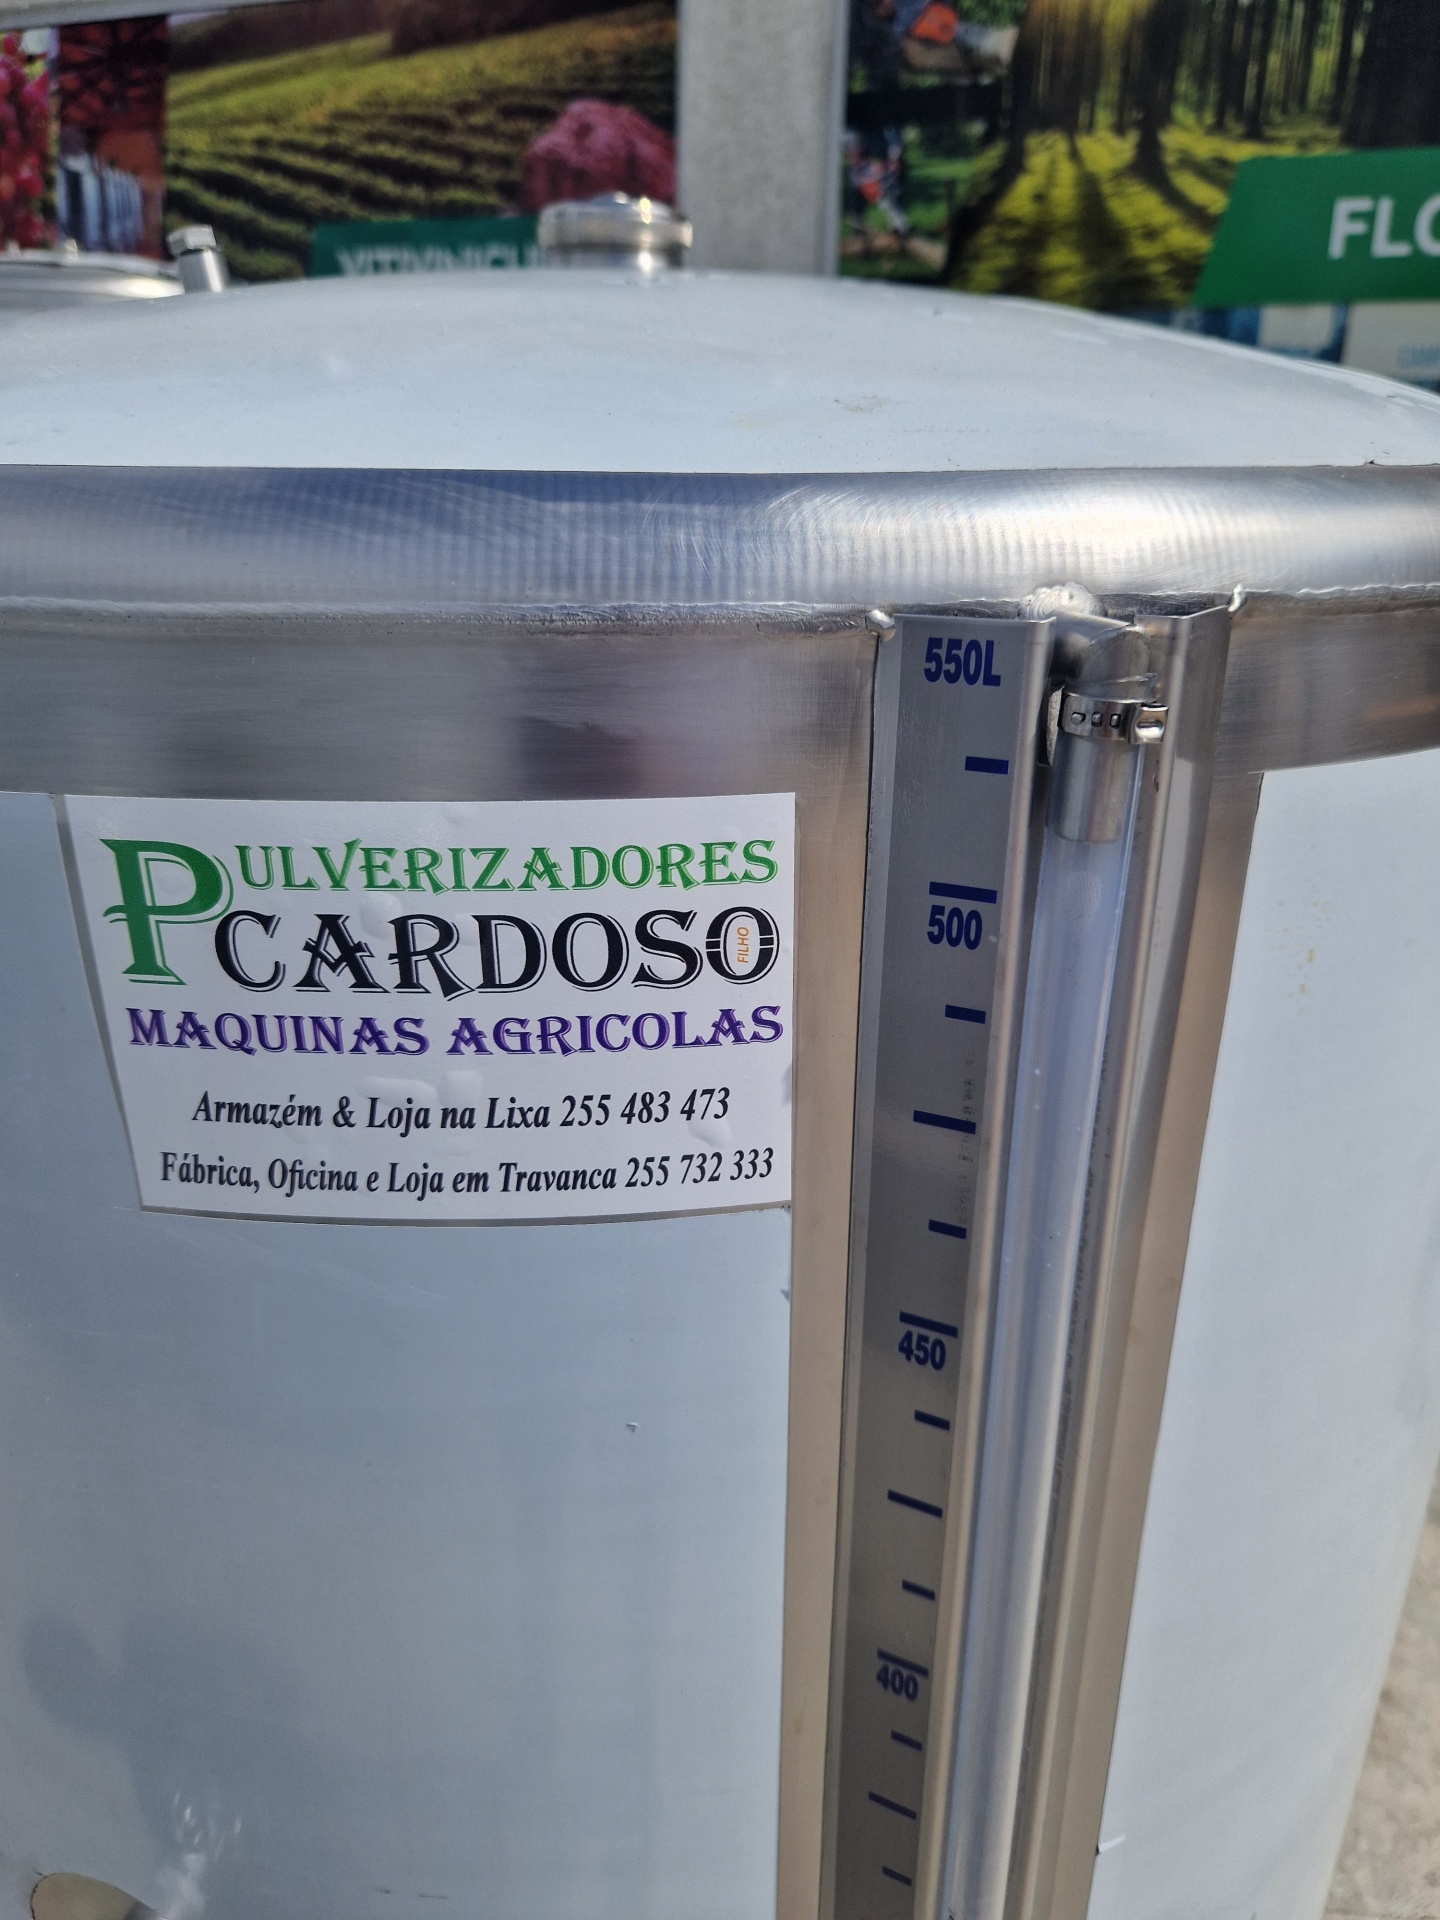 FLO
PULVERIZADORES
CARDOSO
FILHO
MAQUINAS AGRICOLAS
Armazém & Loja na Lixa 255 483 473
Fábrica, Oficina e Loja em Travanca 255 732 333
550L
500
450
400